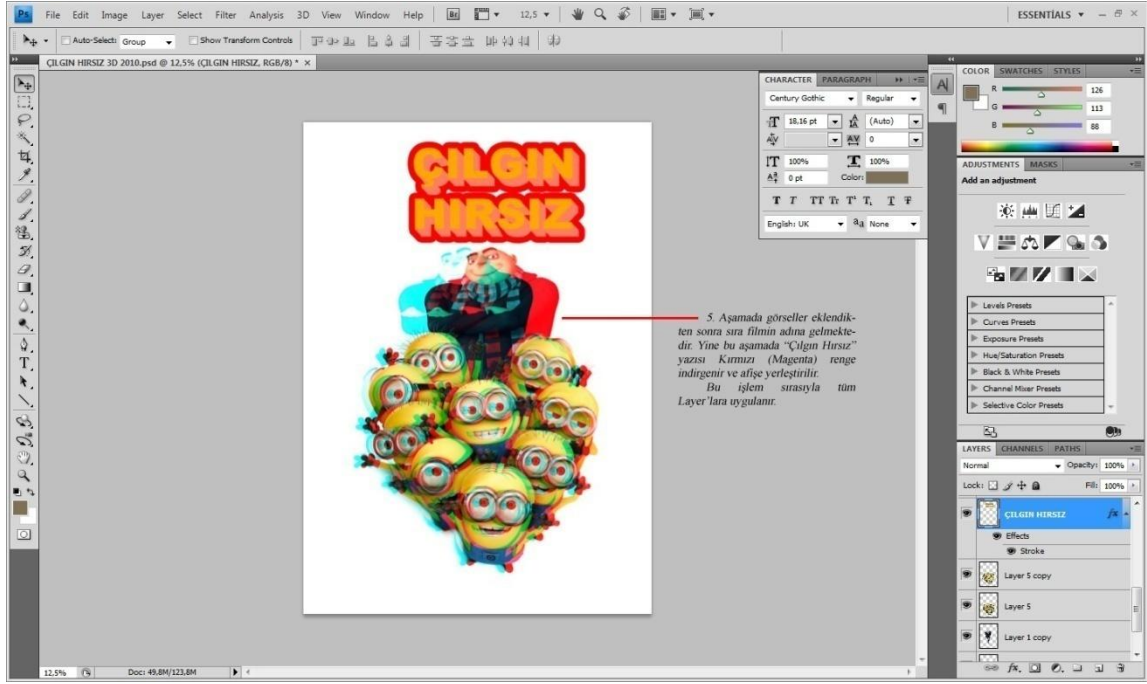 Ps File Edit Image Layer Select Filter Analysis 3D View Window Help Br 12,5 ESSENTİALS
Auto-Select: Group Show Transform Controls
ÇILGIN HIRSIZ 3D 2010.psd @ 12,5% (ÇILGIN HIRSIZ, RGB/8) * ×
CHARACTER PARAGRAPH
Century Gothic Regular
18,16 pt (Auto)
0
100% 100%
0 pt Color:
English: UK aa None
COLOR SWATCHES STYLES
R 126
G 113
B 88
ADJUSTMENTS MASKS
Add an adjustment
Levels Presets
Curves Presets
Exposure Presets
Hue/Saturation Presets
Black & White Presets
Channel Mixer Presets
Selective Color Presets
LAYERS CHANNELS PATHS
Normal Opacity: 100%
Lock: Fill: 100%
ÇILGIN HIRSIZ fx
Effects
Stroke
Layer 5 copy
Layer 5
Layer 1 copy
ÇILGIN
HIRSIZ
5. Aşamada görseller eklendik-
ten sonra sıra filmin adına gelmekte-
dir. Yine bu aşamada “Çılgın Hırsız”
yazısı Kırmızı (Magenta) renge
indirgenir ve afişe yerleştirilir.
Bu işlem sırasıyla tüm
Layer’lara uygulanır.
12,5% Doc: 49,8M/123,8M